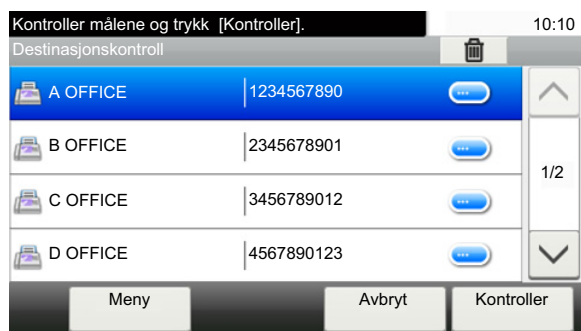 Kontroller målene og trykk [Kontroller]. 10:10
Destinasjonskontroll
A OFFICE 1234567890
B OFFICE 2345678901
1/2
C OFFICE 3456789012
D OFFICE 4567890123
Meny Avbryt Kontroller